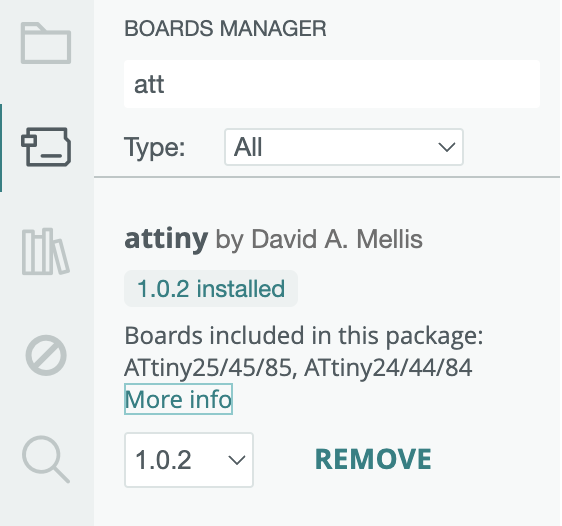 BOARDS MANAGER
att
Type: All
attiny by David A. Mellis
1.0.2 installed
Boards included in this package:
ATtiny25/45/85, ATtiny24/44/84
More info
1.0.2 REMOVE